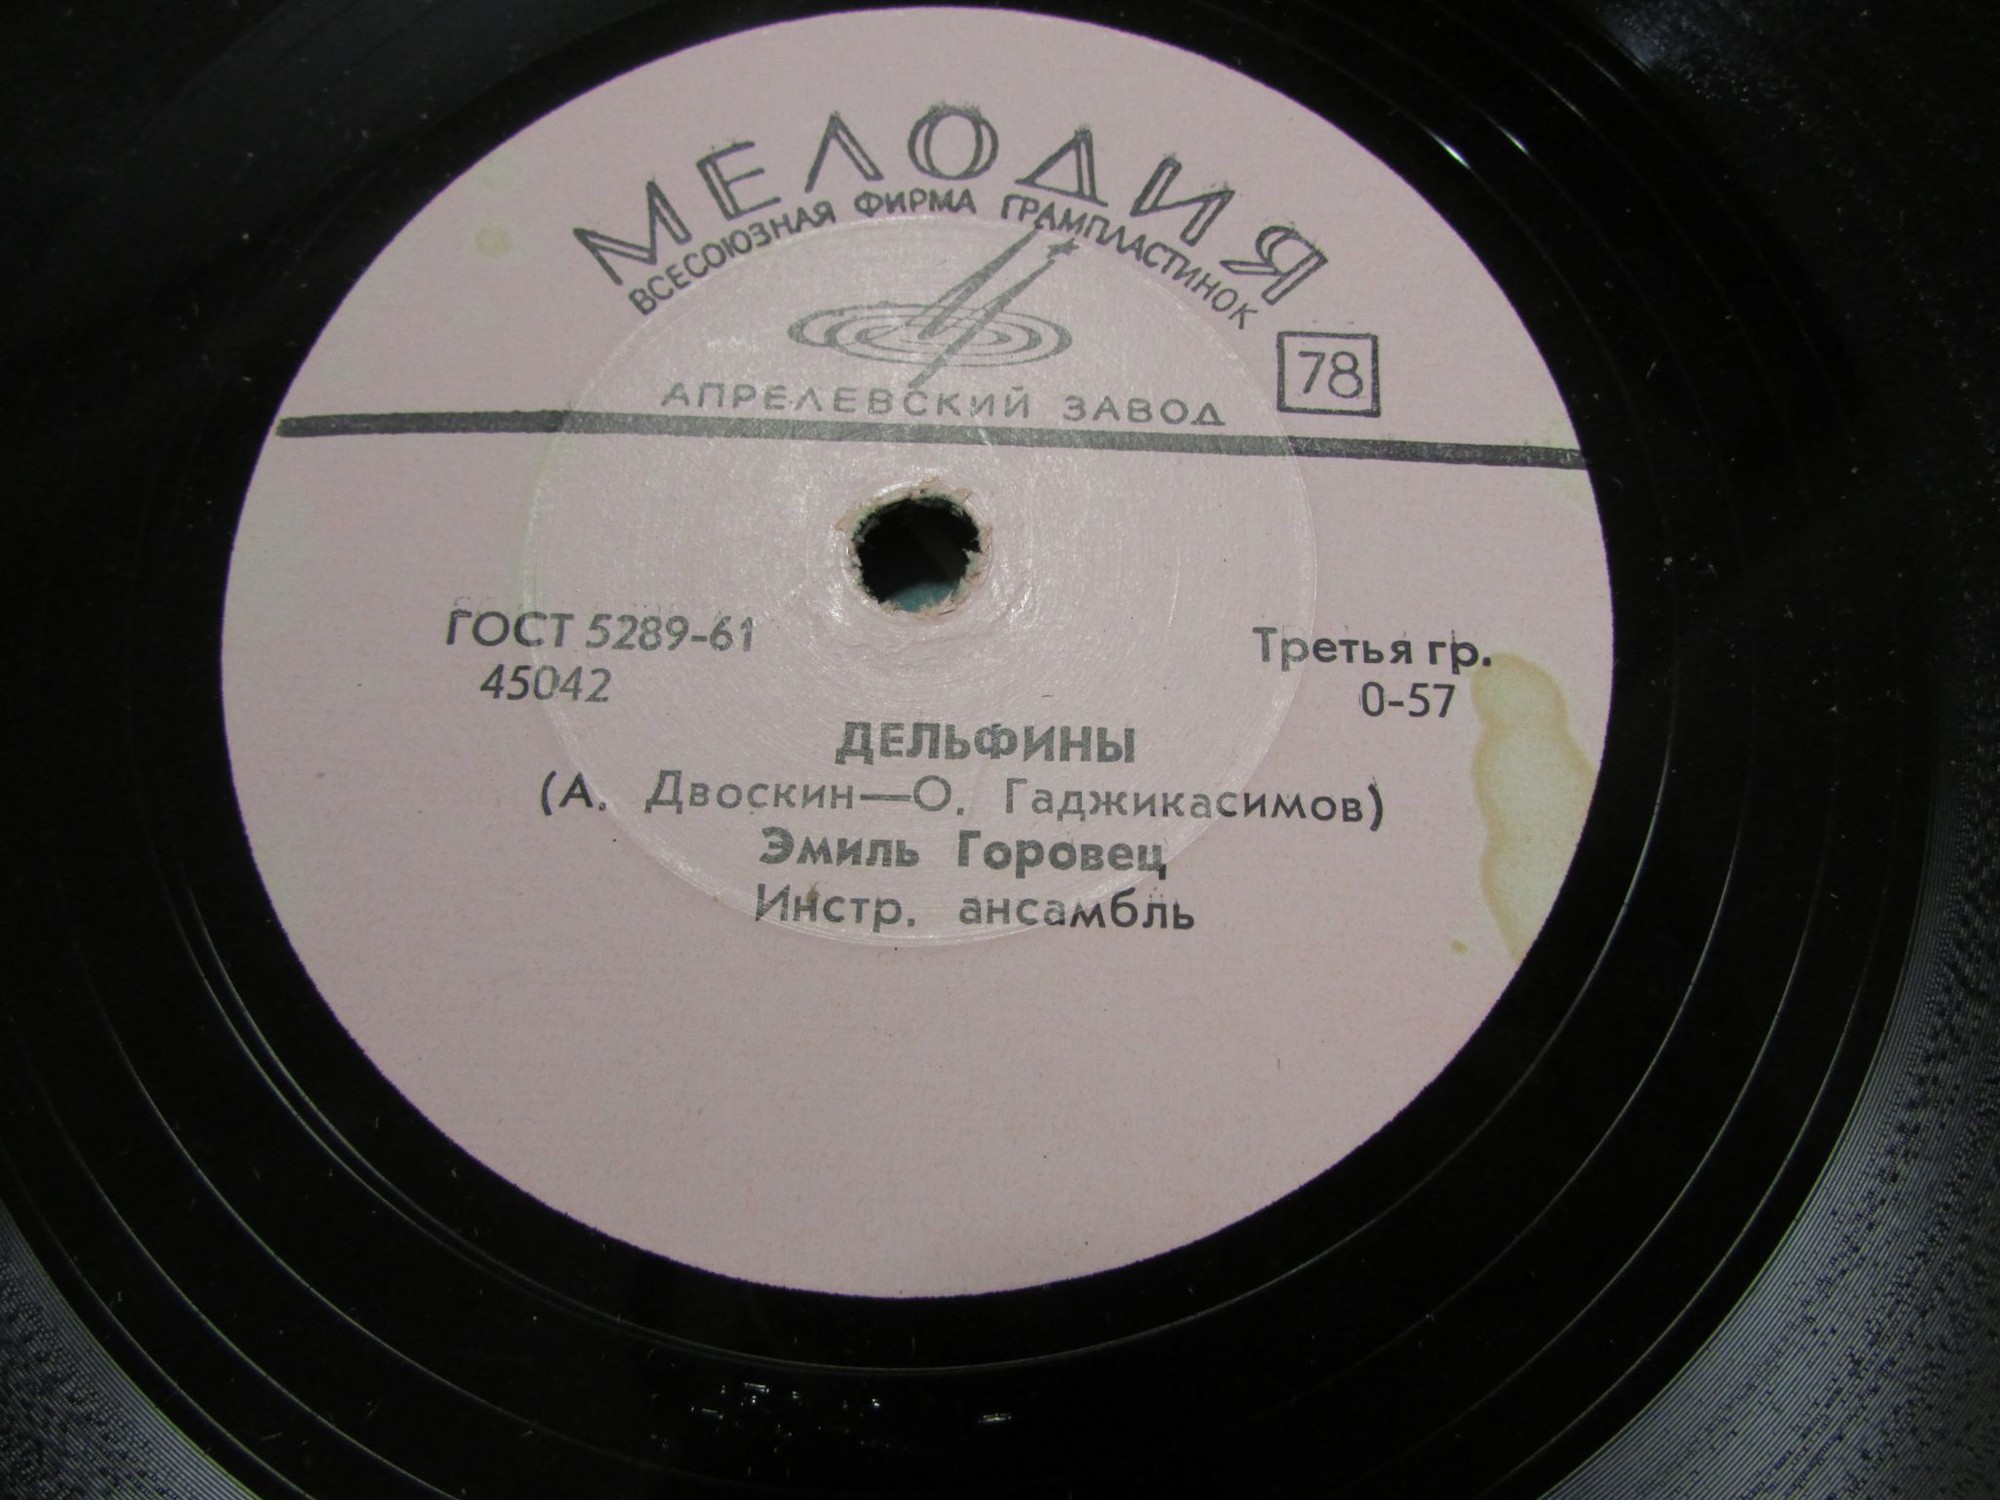 МЕЛОДИЯ
ВСЕСОЮЗНАЯ ФИРМА ГРАМПЛАСТИНОК
78
АПРЕЛЕВСКИЙ ЗАВОД
ГОСТ 5289-61
45042
Третья гр.
0-57
ДЕЛЬФИНЫ
(А. Двоскин—О. Гаджикасимов)
Эмиль Горовец
Инстр. ансамбль